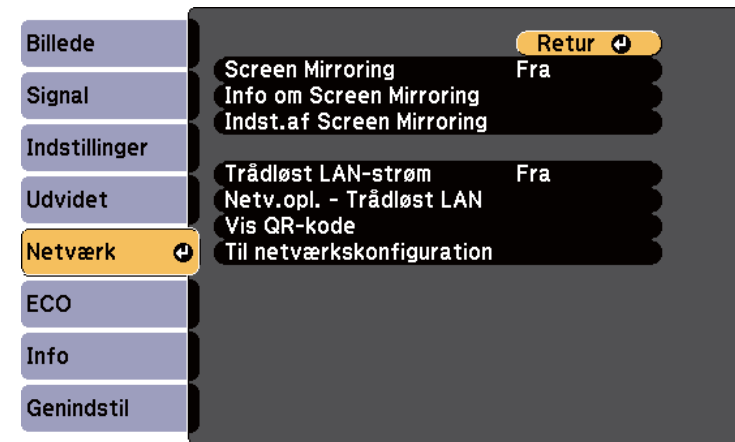 Billede
Signal
Indstillinger
Udvidet
Netværk
ECO
Info
Genindstil
Retur
Screen Mirroring Fra
Info om Screen Mirroring
Indst.af Screen Mirroring
Trådløst LAN-strøm Fra
Netv.opl. - Trådløst LAN
Vis QR-kode
Til netværkskonfiguration